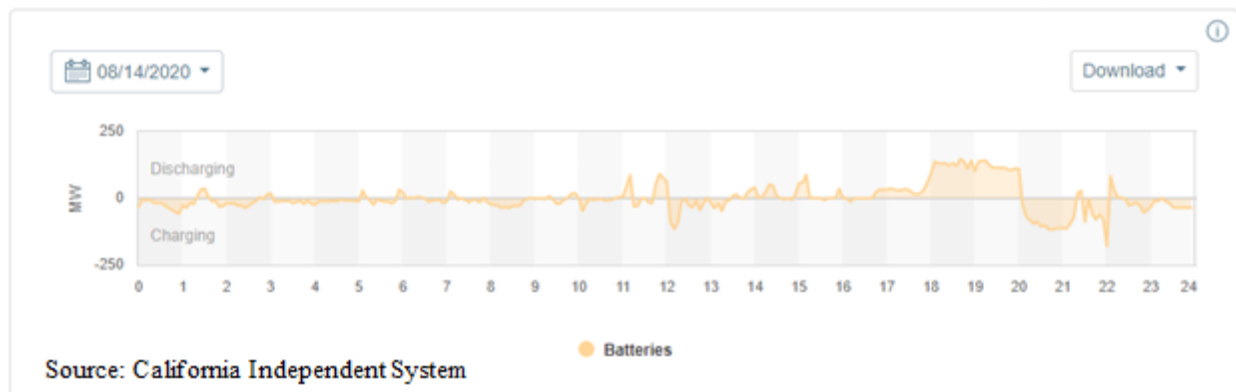 08/14/2020
Download
250
Discharging
0
MW
Charging
-250
0 1 2 3 4 5 6 7 8 9 10 11 12 13 14 15 16 17 18 19 20 21 22 23 24
Batteries
Source: California Independent System